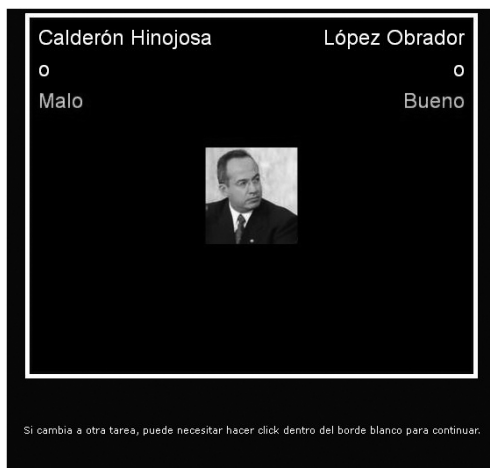 Calderón Hinojosa López Obrador
o o
Malo Bueno
Si cambia a otra tarea, puede necesitar hacer click dentro del borde blanco para continuar.